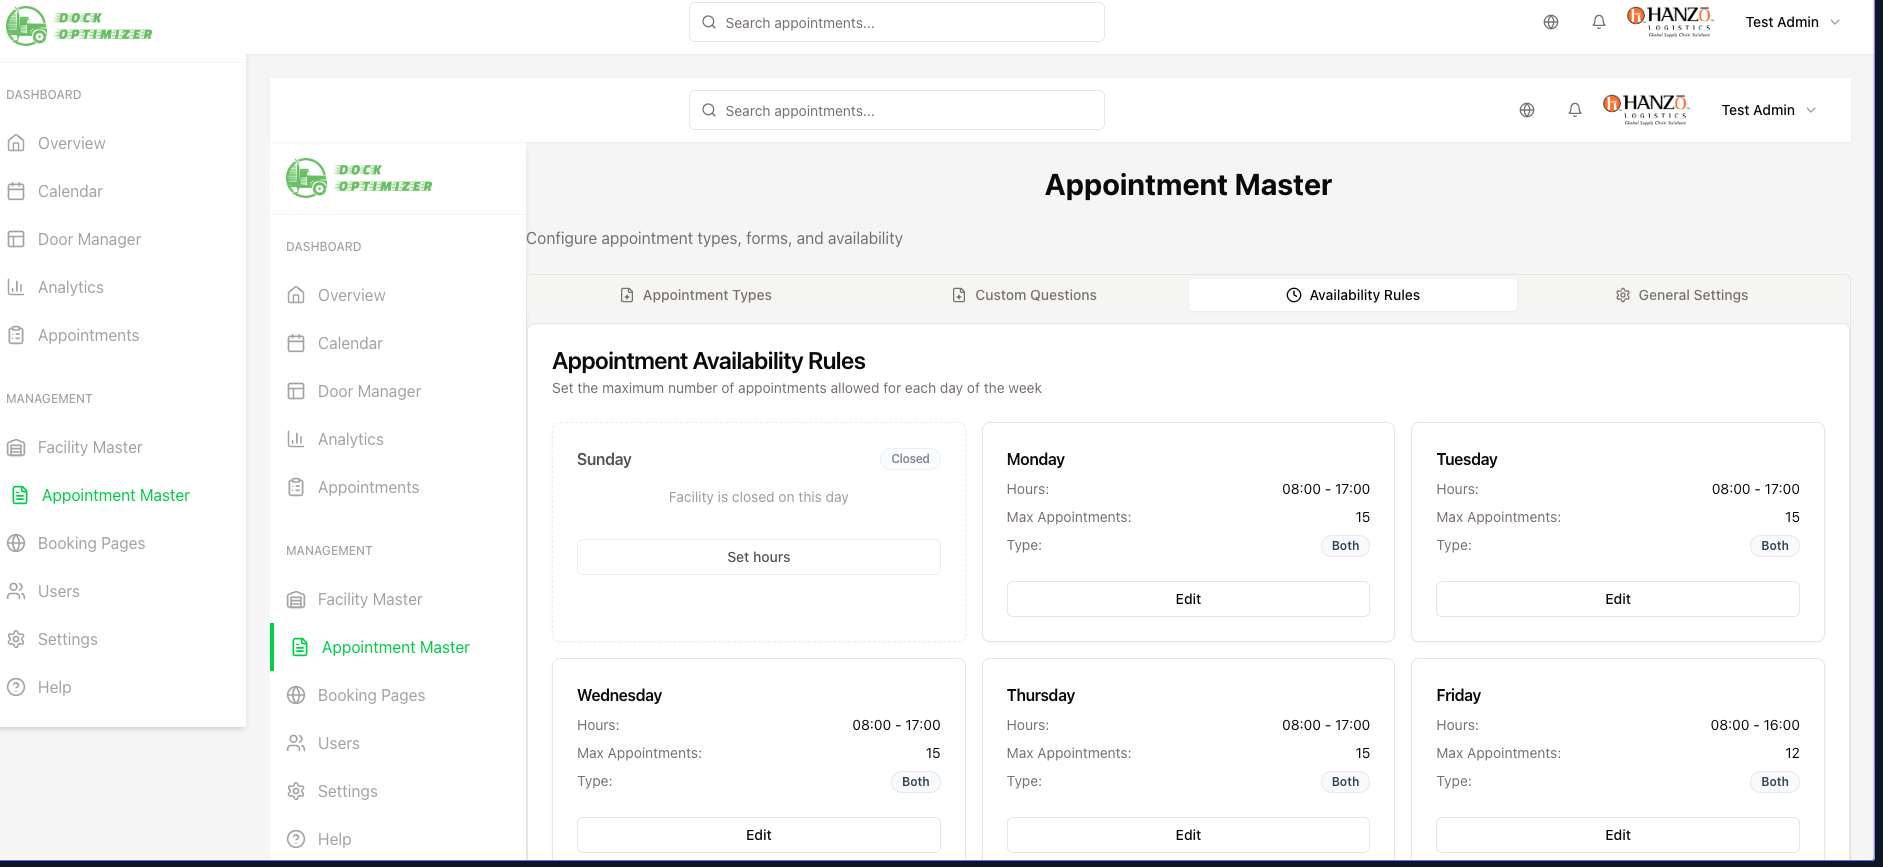 DOCK
OPTIMIZER
Search appointments...
HANZO
LOGISTICS
Global Supply Chain Solutions
Test Admin
DASHBOARD
Overview
Calendar
Door Manager
Analytics
Appointments
MANAGEMENT
Facility Master
Appointment Master
Booking Pages
Users
Settings
Help
Search appointments...
HANZO
LOGISTICS
Global Supply Chain Solutions
Test Admin
DOCK
OPTIMIZER
DASHBOARD
Overview
Calendar
Door Manager
Analytics
Appointments
MANAGEMENT
Facility Master
Appointment Master
Booking Pages
Users
Settings
Help
Appointment Master
Configure appointment types, forms, and availability
Appointment Types
Custom Questions
Availability Rules
General Settings
Appointment Availability Rules
Set the maximum number of appointments allowed for each day of the week
Sunday
Closed
Facility is closed on this day
Set hours
Monday
Hours: 08:00 - 17:00
Max Appointments: 15
Type: Both
Edit
Tuesday
Hours: 08:00 - 17:00
Max Appointments: 15
Type: Both
Edit
Wednesday
Hours: 08:00 - 17:00
Max Appointments: 15
Type: Both
Edit
Thursday
Hours: 08:00 - 17:00
Max Appointments: 15
Type: Both
Edit
Friday
Hours: 08:00 - 16:00
Max Appointments: 12
Type: Both
Edit